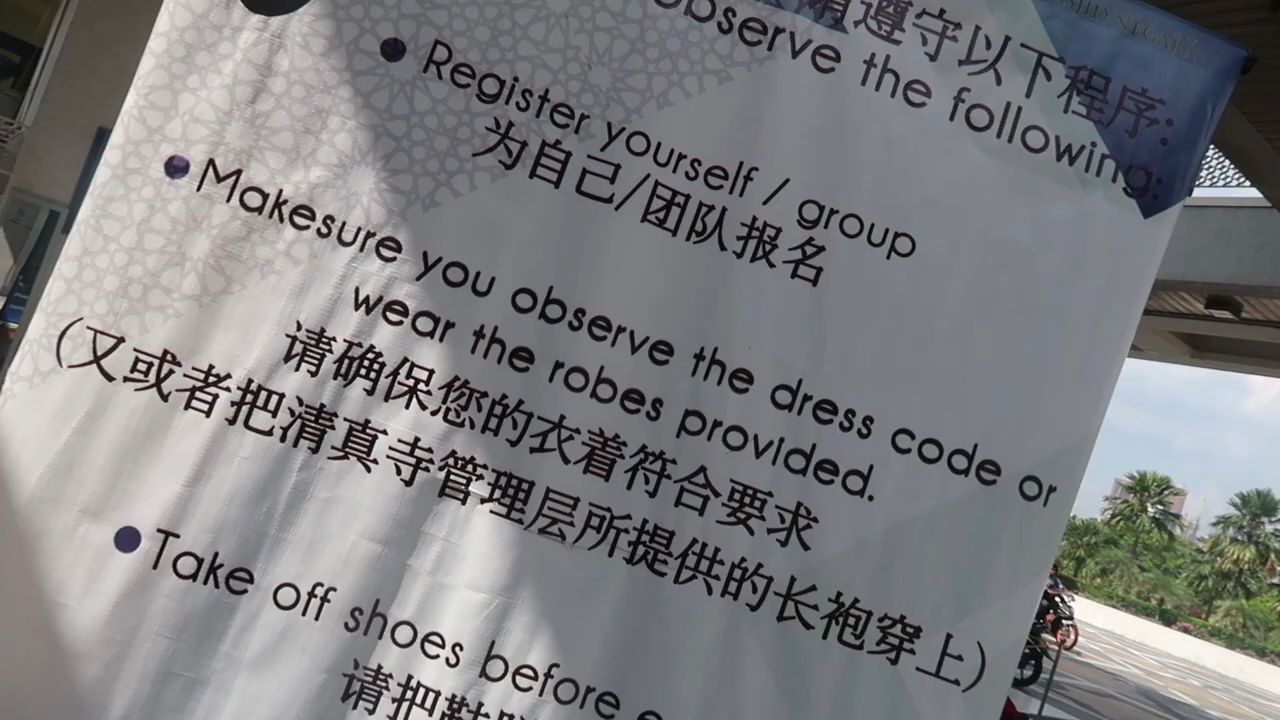 须遵守以下程序:
observe the following:
Register yourself / group
为自己/团队报名
Makesure you observe the dress code or
wear the robes provided.
请确保您的衣着符合要求
(又或者把清真寺管理层所提供的长袍穿上)
Take off shoes before
请把鞋